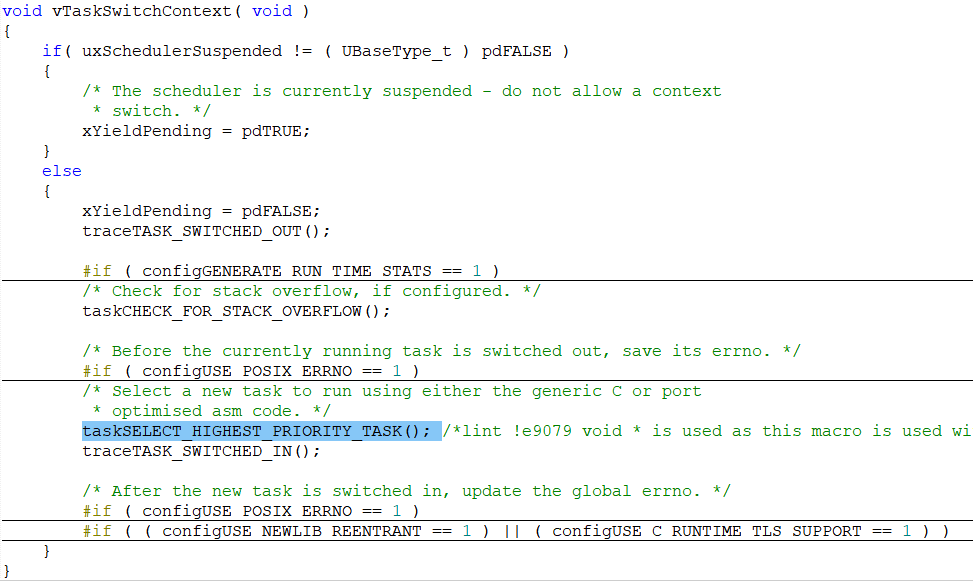 void vTaskSwitchContext( void )
{
    if( uxSchedulerSuspended != ( UBaseType_t ) pdFALSE )
    {
        /* The scheduler is currently suspended - do not allow a context
         * switch. */
        xYieldPending = pdTRUE;
    }
    else
    {
        xYieldPending = pdFALSE;
        traceTASK_SWITCHED_OUT();

        #if ( configGENERATE_RUN_TIME_STATS == 1 )
        /* Check for stack overflow, if configured. */
        taskCHECK_FOR_STACK_OVERFLOW();

        /* Before the currently running task is switched out, save its errno. */
        #if ( configUSE_POSIX_ERRNO == 1 )
        /* Select a new task to run using either the generic C or port
         * optimised asm code. */
        taskSELECT_HIGHEST_PRIORITY_TASK(); /*lint !e9079 void * is used as this macro is used wi
        traceTASK_SWITCHED_IN();

        /* After the new task is switched in, update the global errno. */
        #if ( configUSE_POSIX_ERRNO == 1 )
        #if ( ( configUSE_NEWLIB_REENTRANT == 1 ) || ( configUSE_C_RUNTIME_TLS_SUPPORT == 1 ) )
    }
}